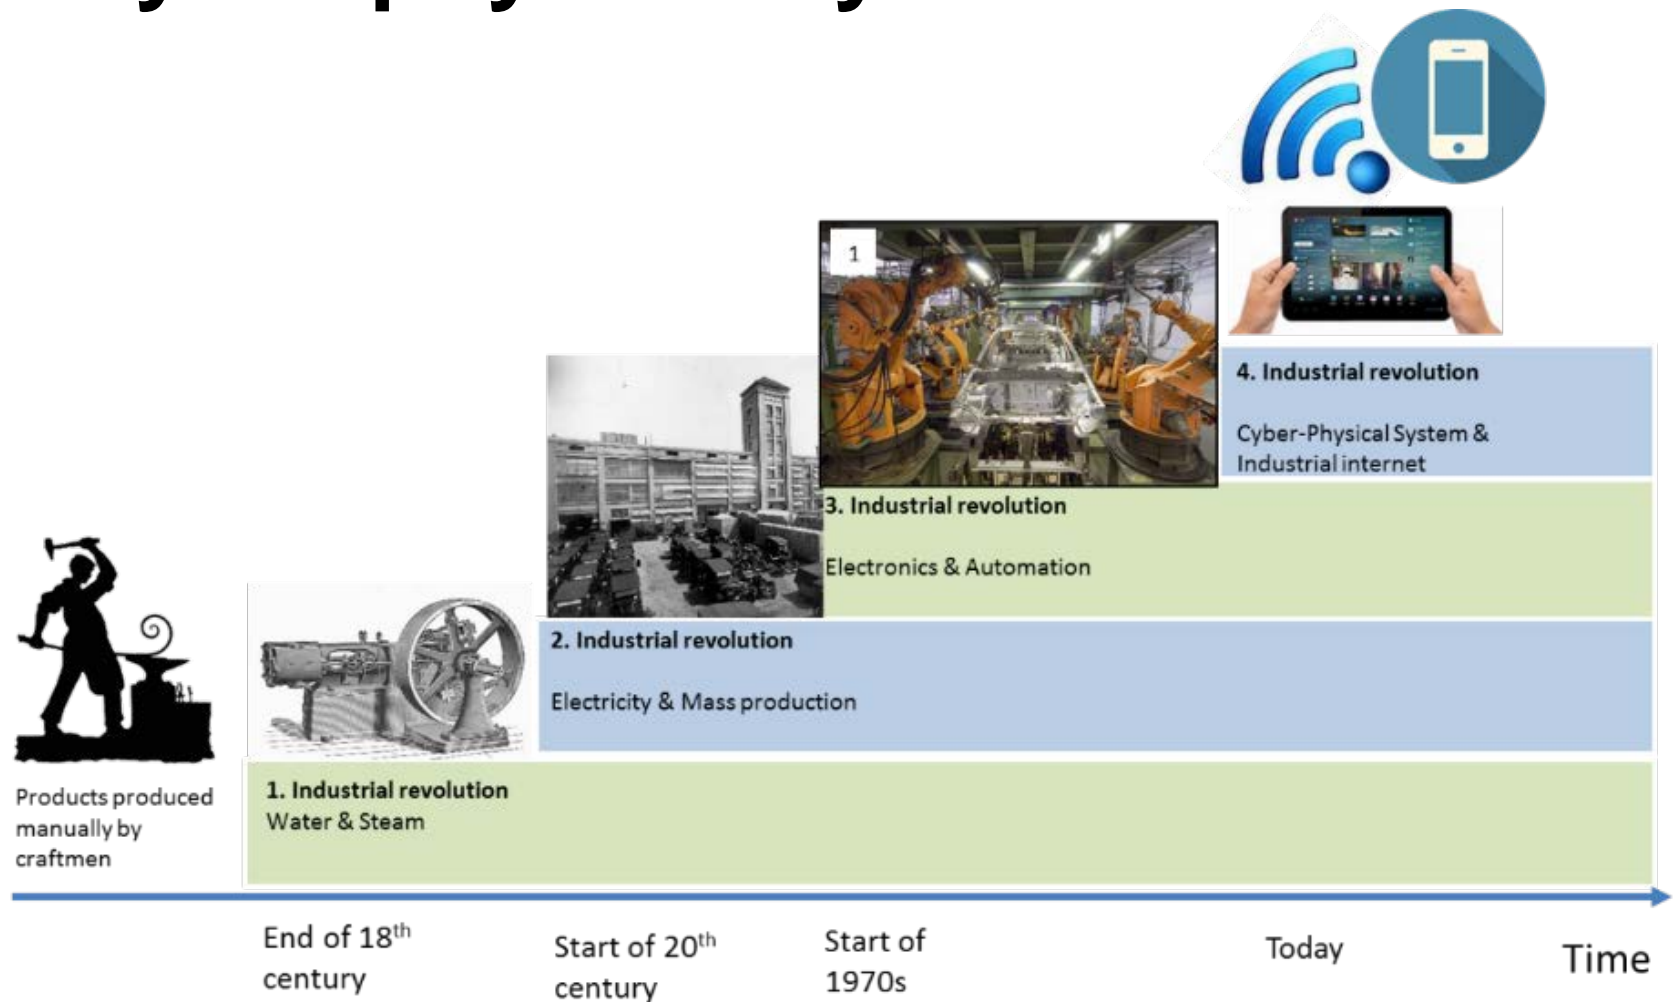 1
4. Industrial revolution
Cyber-Physical System &
Industrial internet
3. Industrial revolution
Electronics & Automation
2. Industrial revolution
Electricity & Mass production
1. Industrial revolution
Water & Steam
Products produced
manually by
craftmen
End of 18th
century
Start of 20th
century
Start of
1970s
Today
Time